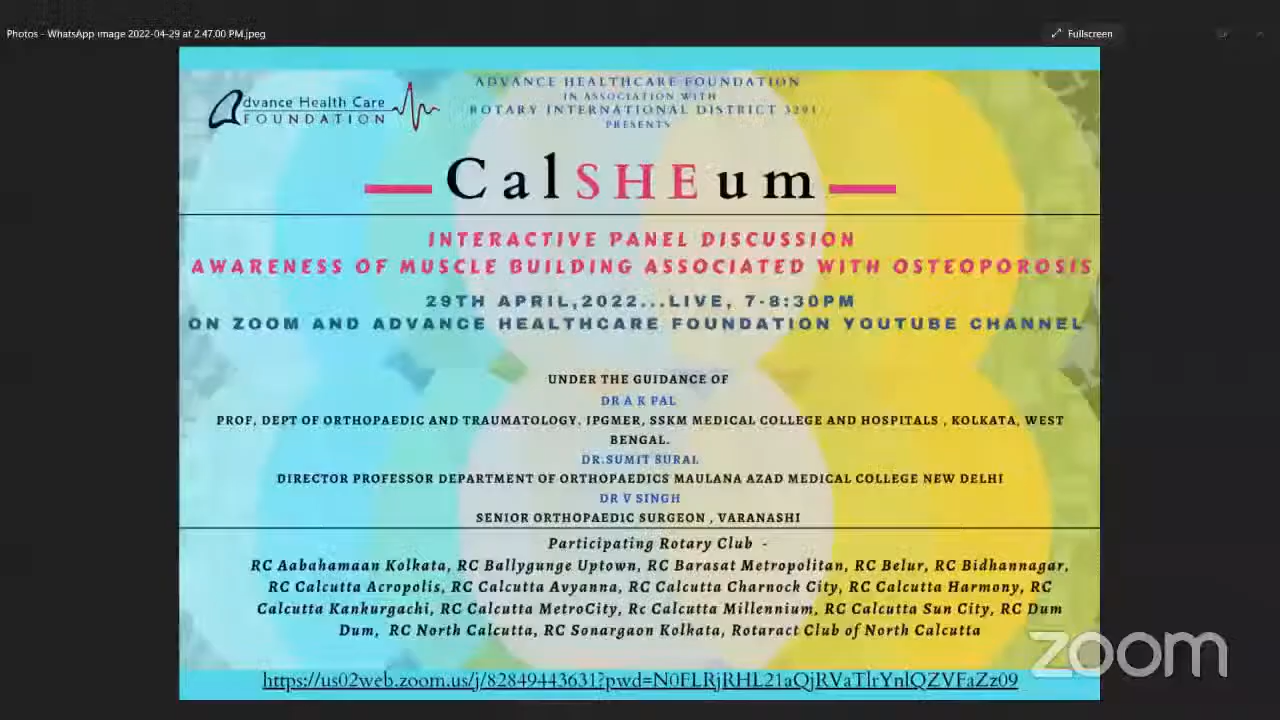 Photos - WhatsApp Image 2022-04-29 at 2.47.00 PM.jpeg
Fullscreen
Advance Health Care
FOUNDATION
ADVANCE HEALTHCARE FOUNDATION
IN ASSOCIATION WITH
ROTARY INTERNATIONAL DISTRICT 3291
PRESENTS
CalSHEum
INTERACTIVE PANEL DISCUSSION
AWARENESS OF MUSCLE BUILDING ASSOCIATED WITH OSTEOPOROSIS
29TH APRIL,2022...LIVE, 7-8:30PM
ON ZOOM AND ADVANCE HEALTHCARE FOUNDATION YOUTUBE CHANNEL
UNDER THE GUIDANCE OF
DR A K PAL
PROF, DEPT OF ORTHOPAEDIC AND TRAUMATOLOGY, IPGMER, SSKM MEDICAL COLLEGE AND HOSPITALS , KOLKATA, WEST
BENGAL.
DR.SUMIT SURAL
DIRECTOR PROFESSOR DEPARTMENT OF ORTHOPAEDICS MAULANA AZAD MEDICAL COLLEGE NEW DELHI
DR V SINGH
SENIOR ORTHOPAEDIC SURGEON , VARANASHI
Participating Rotary Club -
RC Aabahamaan Kolkata, RC Ballygunge Uptown, RC Barasat Metropolitan, RC Belur, RC Bidhannagar,
RC Calcutta Acropolis, RC Calcutta Avyanna, RC Calcutta Charnock City, RC Calcutta Harmony, RC
Calcutta Kankurgachi, RC Calcutta MetroCity, Rc Calcutta Millennium, RC Calcutta Sun City, RC Dum
Dum, RC North Calcutta, RC Sonargaon Kolkata, Rotaract Club of North Calcutta
zoom
https://us02web.zoom.us/j/82849443631?pwd=N0FLRjRHL21aQjRVaTlrYnlQZVFaZz09